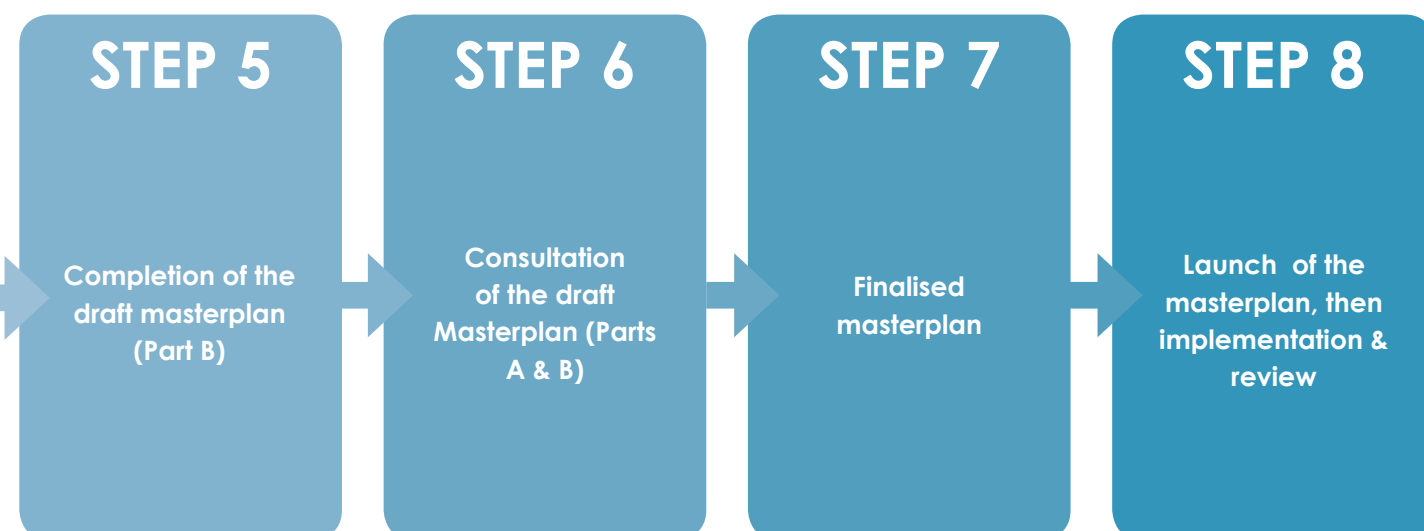 STEP 5
Completion of the
draft masterplan
(Part B)
STEP 6
Consultation
of the draft
Masterplan (Parts
A & B)
STEP 7
Finalised
masterplan
STEP 8
Launch  of the
masterplan, then
implementation &
review